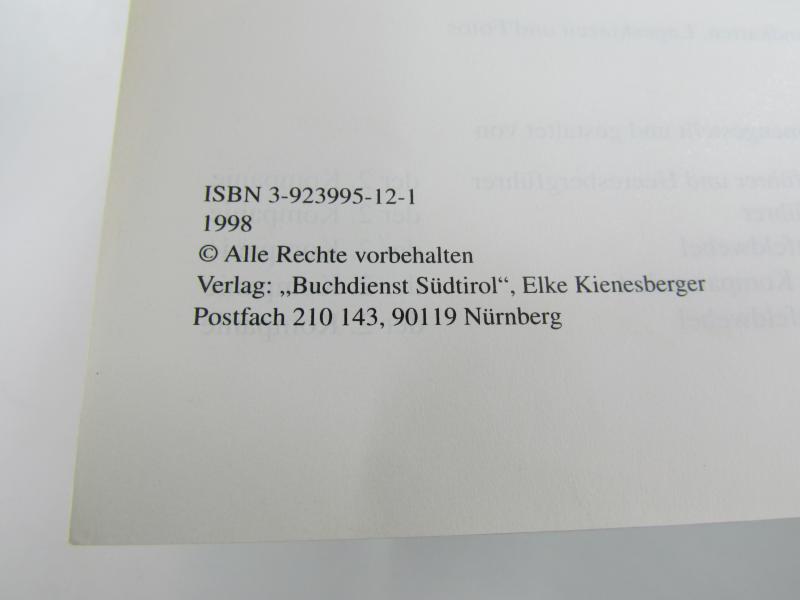 ISBN 3-923995-12-1
1998
© Alle Rechte vorbehalten
Verlag: „Buchdienst Südtirol“, Elke Kienesberger
Postfach 210 143, 90119 Nürnberg